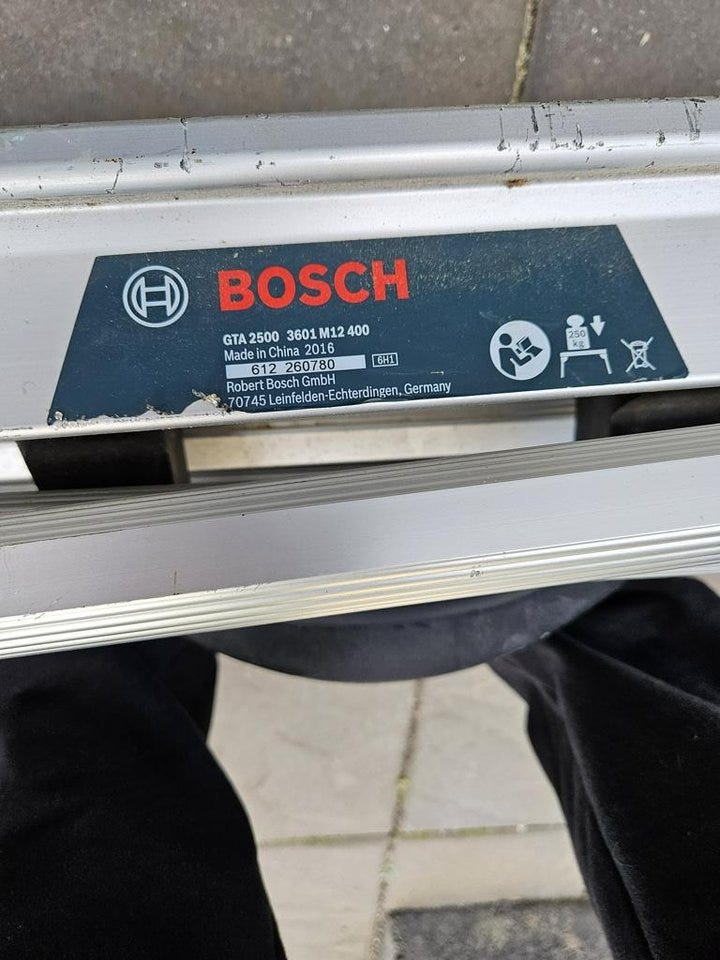 BOSCH
GTA 2500 3601 M12 400
Made in China 2016
612 260780 6H1
Robert Bosch GmbH
70745 Leinfelden-Echterdingen, Germany
250
kg